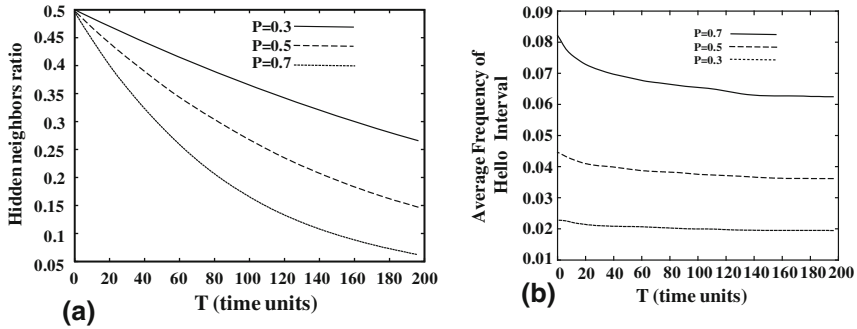 0.5
0.45
0.4
0.35
0.3
0.25
0.2
0.15
0.1
0.05
Hidden neighbors ratio
P=0.3
P=0.5
P=0.7
0 20 40 60 80 100 120 140 160 180 200
T (time units)
(a)
0.09
0.08
0.07
0.06
0.05
0.04
0.03
0.02
0.01
Average Frequency of
Hello Interval
P=0.7
P=0.5
P=0.3
0 20 40 60 80 100 120 140 160 180 200
T (time units)
(b)